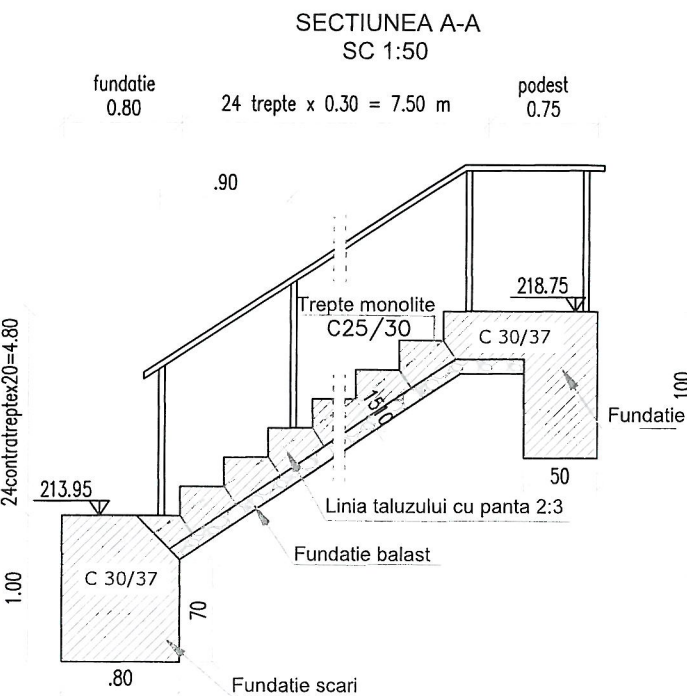 SECTIUNEA A-A
SC 1:50
fundatie
0.80
24 trepte x 0.30 = 7.50 m
podest
0.75
.90
218.75
Trepte monolite
C25/30
C 30/37
24contratreptex20=4.80
100
Fundatie
15
10
50
213.95
Linia taluzului cu panta 2:3
Fundatie balast
C 30/37
1.00
70
.80
Fundatie scari